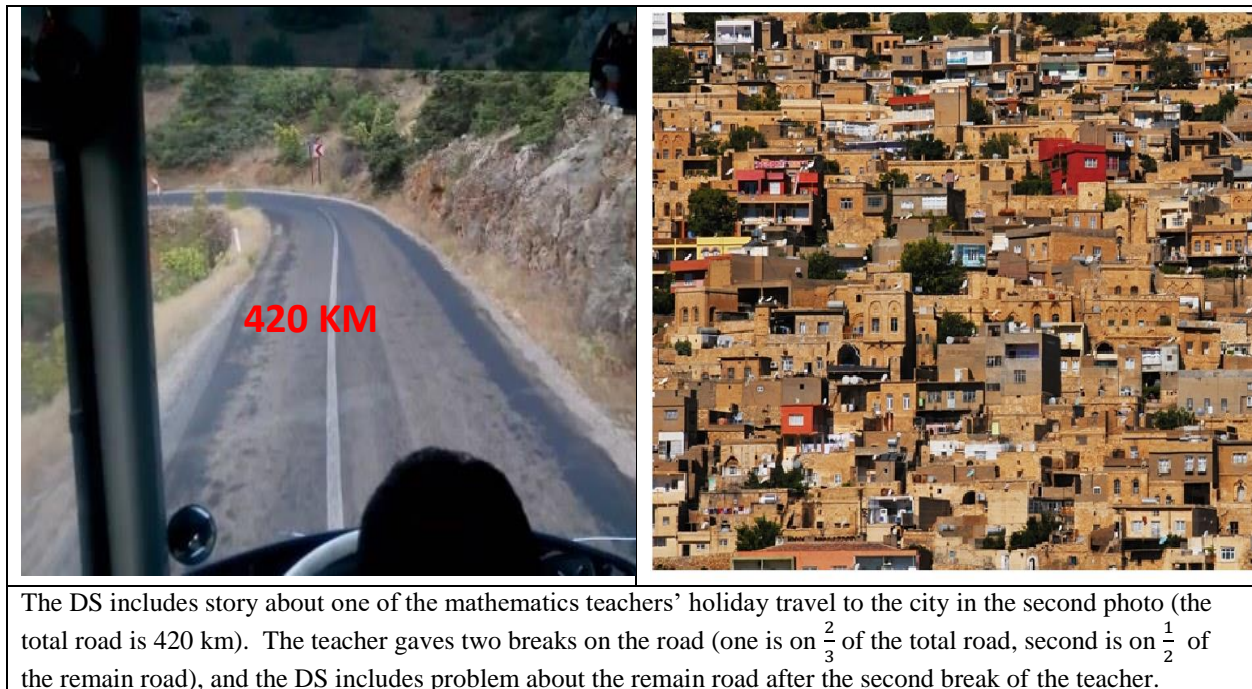 420 KM
The DS includes story about one of the mathematics teachers’ holiday travel to the city in the second photo (the
total road is 420 km).  The teacher gaves two breaks on the road (one is on 2/3 of the total road, second is on 1/2 of
the remain road), and the DS includes problem about the remain road after the second break of the teacher.